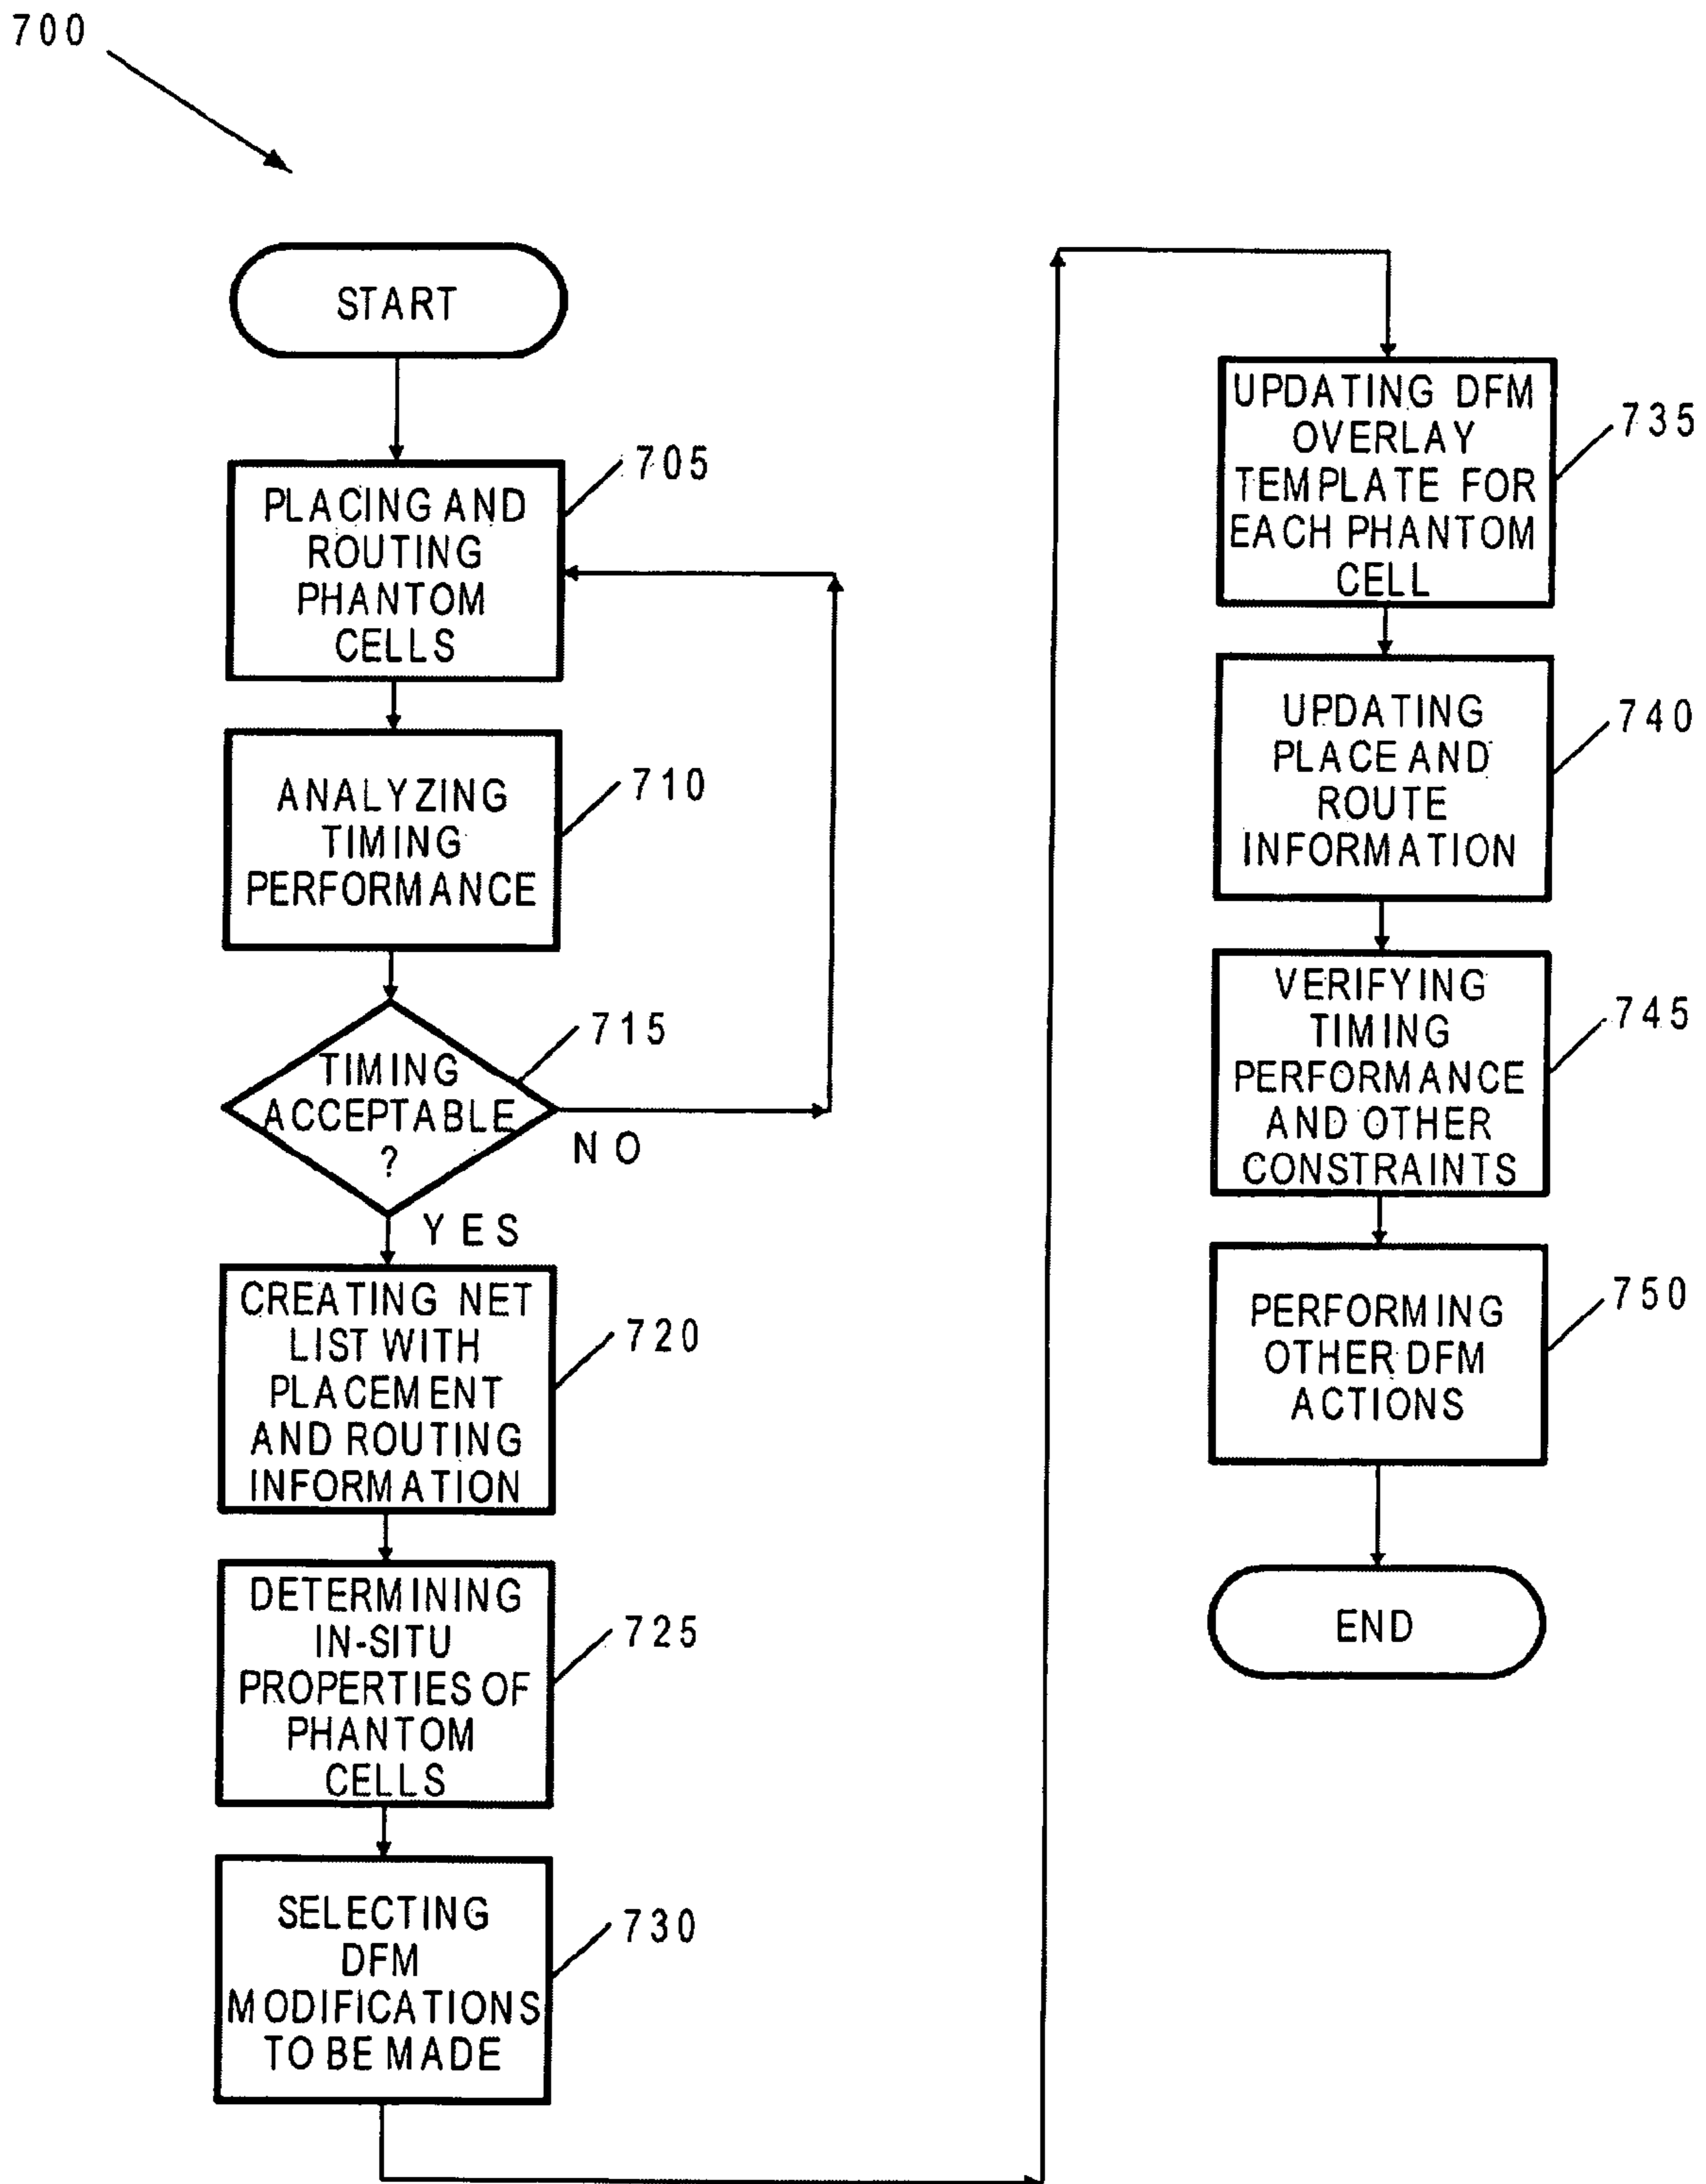 700
START
705
PLACING AND
ROUTING
PHANTOM
CELLS
710
ANALYZING
TIMING
PERFORMANCE
715
TIMING
ACCEPTABLE
?
NO
YES
720
CREATING NET
LIST WITH
PLACEMENT
AND ROUTING
INFORMATION
725
DETERMINING
IN-SITU
PROPERTIES OF
PHANTOM
CELLS
730
SELECTING
DFM
MODIFICATIONS
TO BE MADE
735
UPDATING DFM
OVERLAY
TEMPLATE FOR
EACH PHANTOM
CELL
740
UPDATING
PLACE AND
ROUTE
INFORMATION
745
VERIFYING
TIMING
PERFORMANCE
AND OTHER
CONSTRAINTS
750
PERFORMING
OTHER DFM
ACTIONS
END